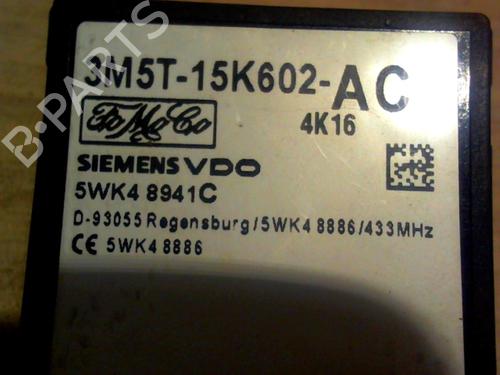 3M5T-15K602-AC
FoMoCo
4K16
SIEMENS VDO
5WK4 8941C
D-93055 Regensburg/5WK4 8886/433MHz
CE 5WK4 8886
B-PARTS